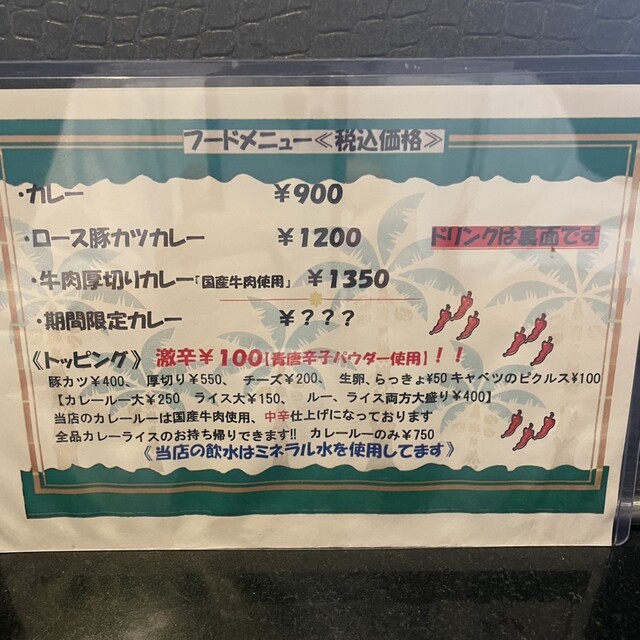 フードメニュー≪税込価格≫
・カレー ￥900
・ロース豚カツカレー ￥1200
ドリンクは裏面です
・牛肉厚切りカレー「国産牛肉使用」 ￥1350
・期間限定カレー ￥？？？
《トッピング》 激辛￥100【青唐辛子パウダー使用】！！
豚カツ￥400、 厚切り￥550、 チーズ￥200、 生卵、らっきょ￥50 キャベツのピクルス￥100
【カレールー大￥250 ライス大￥150、 ルー、ライス両方大盛り￥400】
当店のカレールーは国産牛肉使用、中辛仕上げになっております
全品カレーライスのお持ち帰りできます!! カレールーのみ￥750
《当店の飲水はミネラル水を使用してます》